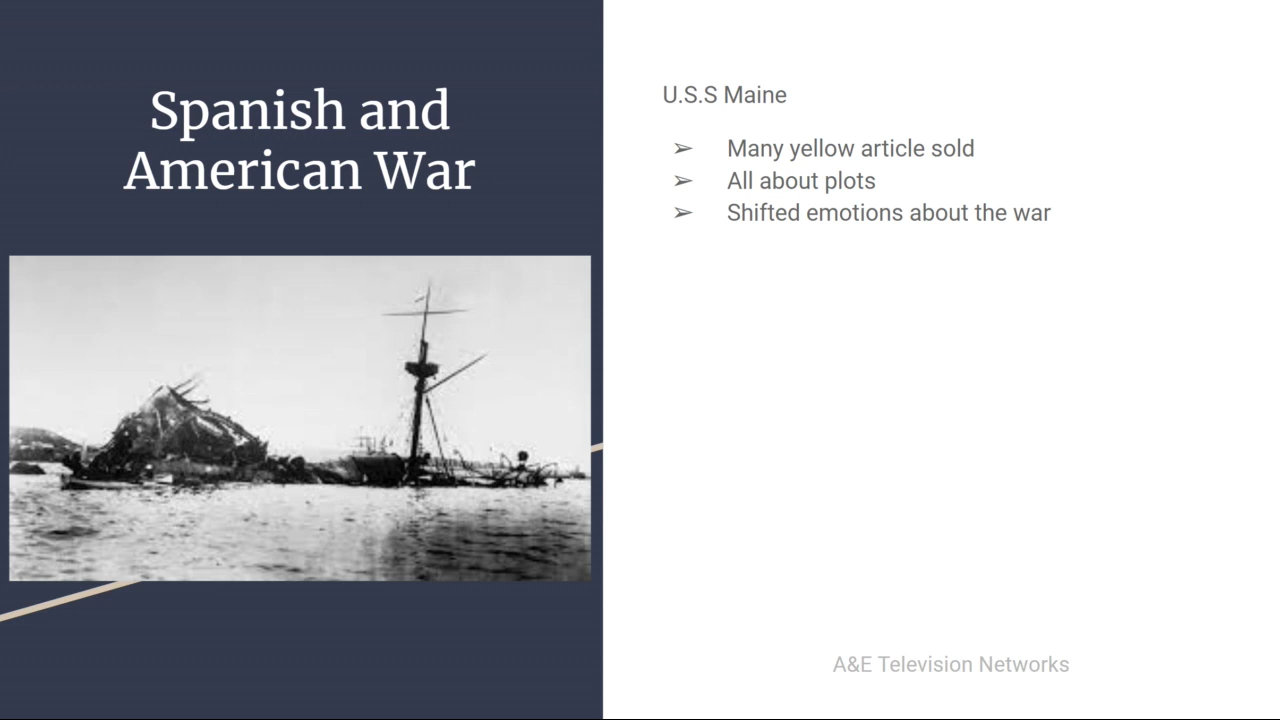 Spanish and
American War
U.S.S Maine
➢ Many yellow article sold
➢ All about plots
➢ Shifted emotions about the war
A&E Television Networks